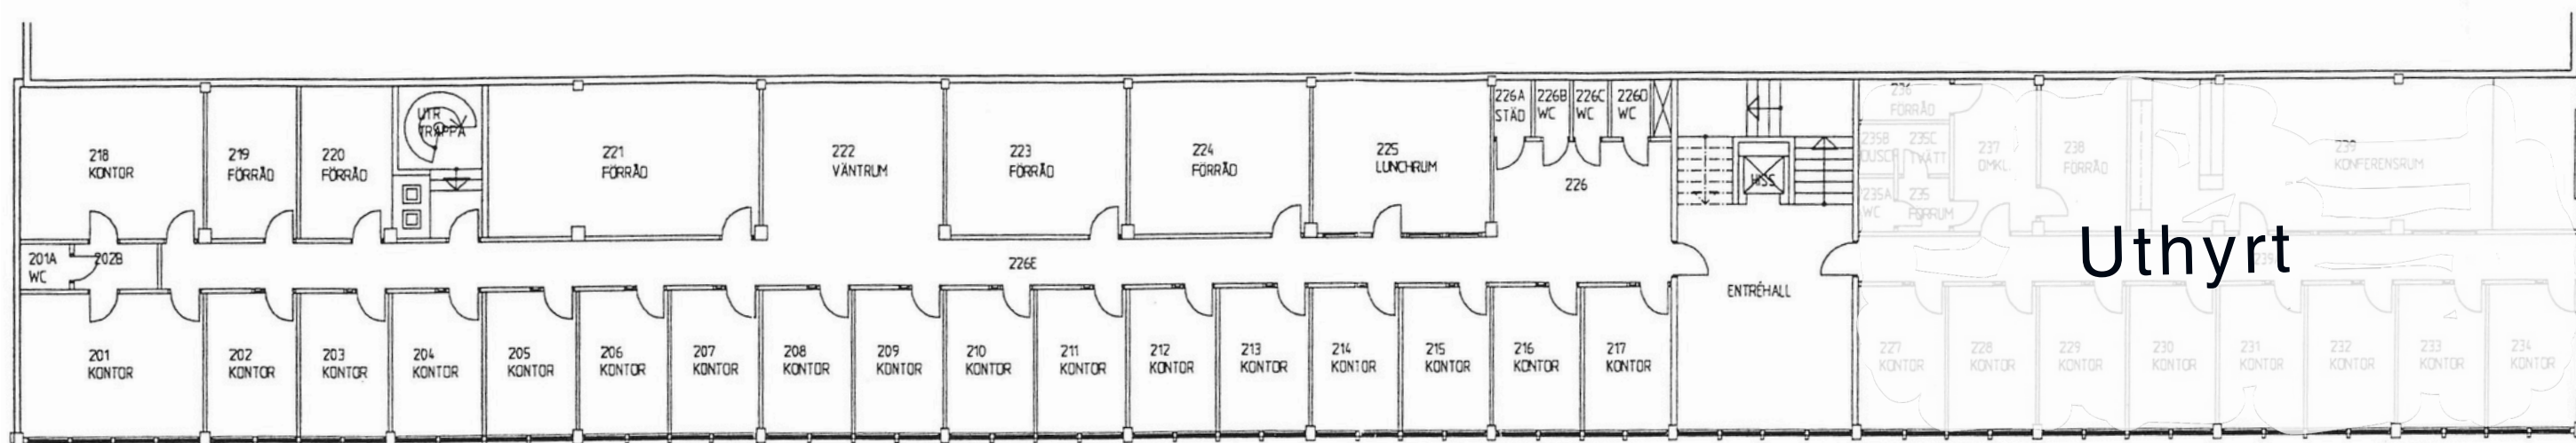 UTR
TRAPPA
218
KONTOR
219
FÖRRÅD
220
FÖRRÅD
221
FÖRRÅD
222
VÄNTRUM
223
FÖRRÅD
224
FÖRRÅD
225
LUNCHRUM
226A
STÄD
226B
WC
226C
WC
226D
WC
226
HISS
236
FÖRRÅD
235B
DUSCH
235C
TVÄTT
235A
WC
235
FÖRRUM
237
OMKL.
238
FÖRRÅD
239
KONFERENSRUM
201A
WC
202B
226E
ENTRÉHALL
Uthyrt
201
KONTOR
202
KONTOR
203
KONTOR
204
KONTOR
205
KONTOR
206
KONTOR
207
KONTOR
208
KONTOR
209
KONTOR
210
KONTOR
211
KONTOR
212
KONTOR
213
KONTOR
214
KONTOR
215
KONTOR
216
KONTOR
217
KONTOR
227
KONTOR
228
KONTOR
229
KONTOR
230
KONTOR
231
KONTOR
232
KONTOR
233
KONTOR
234
KONTOR